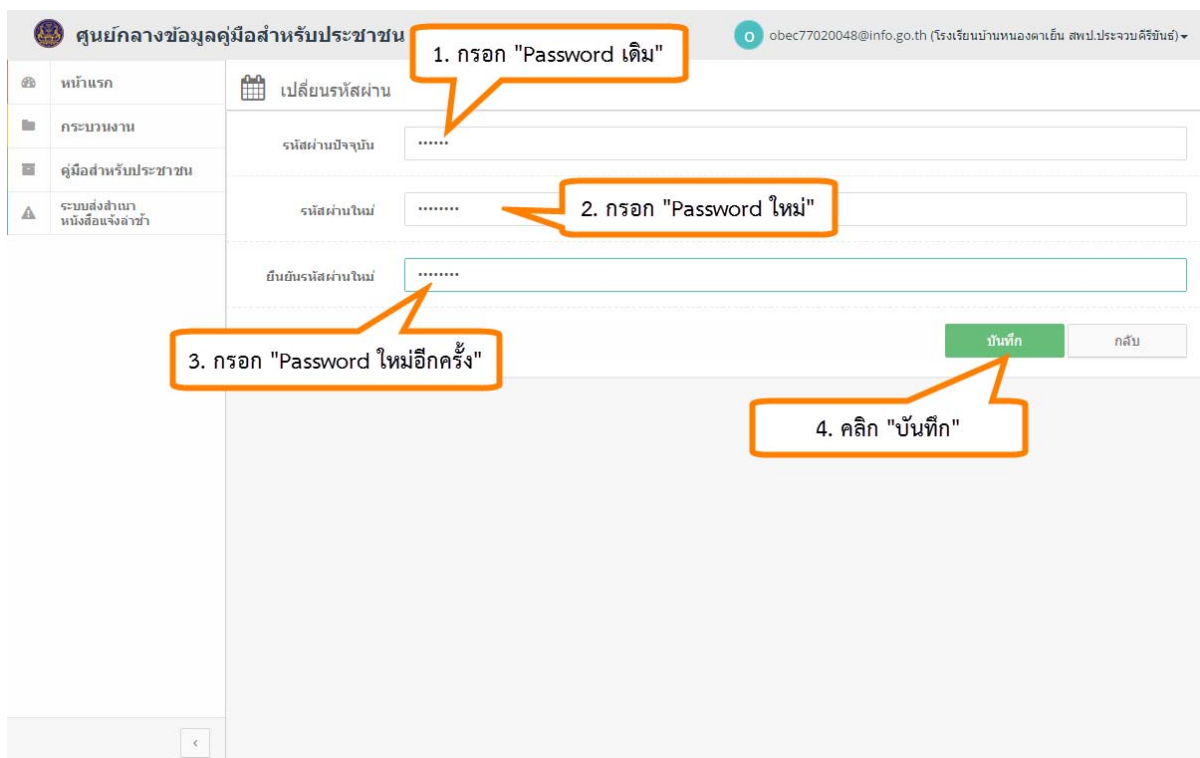 ศูนย์กลางข้อมูลคู่มือสำหรับประชาชน
o obec77020048@info.go.th (โรงเรียนบ้านหนองตาเย็น สพป.ประจวบคีรีขันธ์)
1. กรอก "Password เดิม"
หน้าแรก
กระบวนงาน
คู่มือสำหรับประชาชน
ระบบส่งสำเนา
หนังสือแจ้งล่าช้า
เปลี่ยนรหัสผ่าน
รหัสผ่านปัจจุบัน ••••••
รหัสผ่านใหม่ ••••••••
2. กรอก "Password ใหม่"
ยืนยันรหัสผ่านใหม่ ••••••••
3. กรอก "Password ใหม่อีกครั้ง"
บันทึก กลับ
4. คลิก "บันทึก"